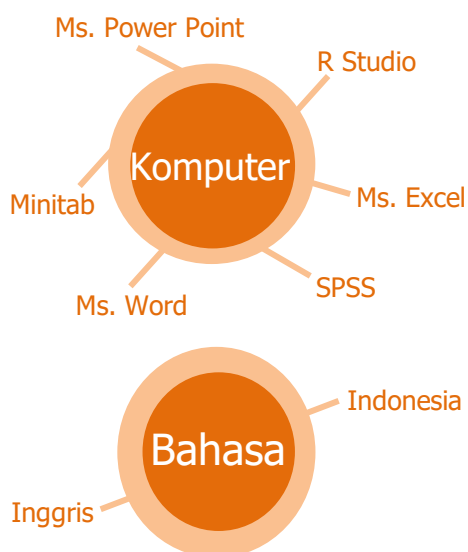 Ms. Power Point
R Studio
Komputer
Minitab
Ms. Excel
Ms. Word
SPSS
Indonesia
Bahasa
Inggris